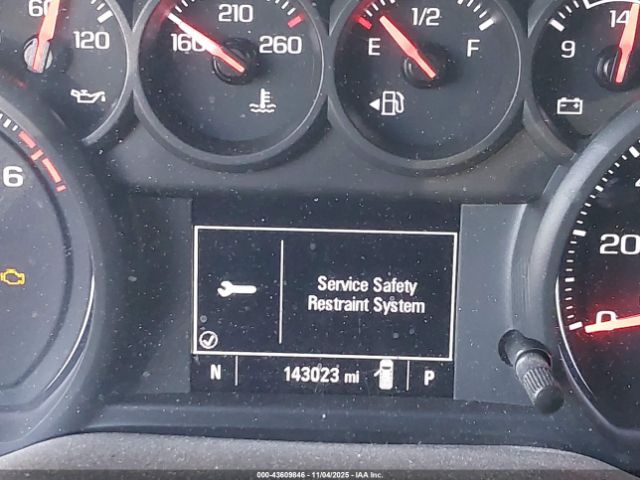 60
120
210
160
260
1/2
E
F
14
9
6
20
0
Service Safety
Restraint System
N
143023 mi
P
000-43609846 - 11/04/2025 - IAA Inc.